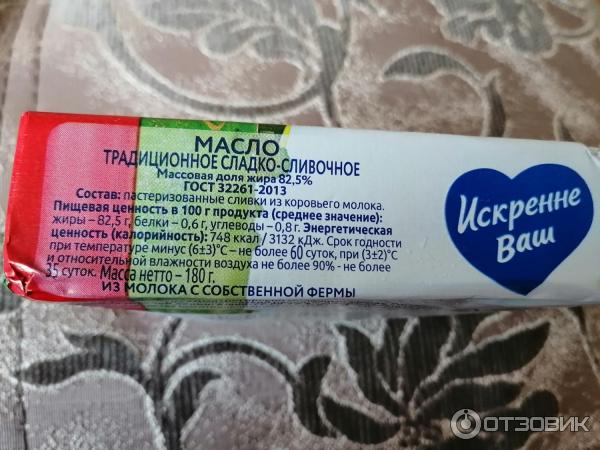 МАСЛО
ТРАДИЦИОННОЕ СЛАДКО-СЛИВОЧНОЕ
Массовая доля жира 82,5%
ГОСТ 32261-2013
Состав: пастеризованные сливки из коровьего молока.
Пищевая ценность в 100 г продукта (среднее значение):
жиры – 82,5 г, белки – 0,6 г, углеводы – 0,8 г. Энергетическая
ценность (калорийность): 748 ккал / 3132 кДж. Срок годности
при температуре минус (6±3)°С – не более 60 суток, при (3±2)°С
и относительной влажности воздуха не более 90% - не более
35 суток. Масса нетто – 180 г.
ИЗ МОЛОКА С СОБСТВЕННОЙ ФЕРМЫ
Искренне
Ваш
ОТЗОВИК